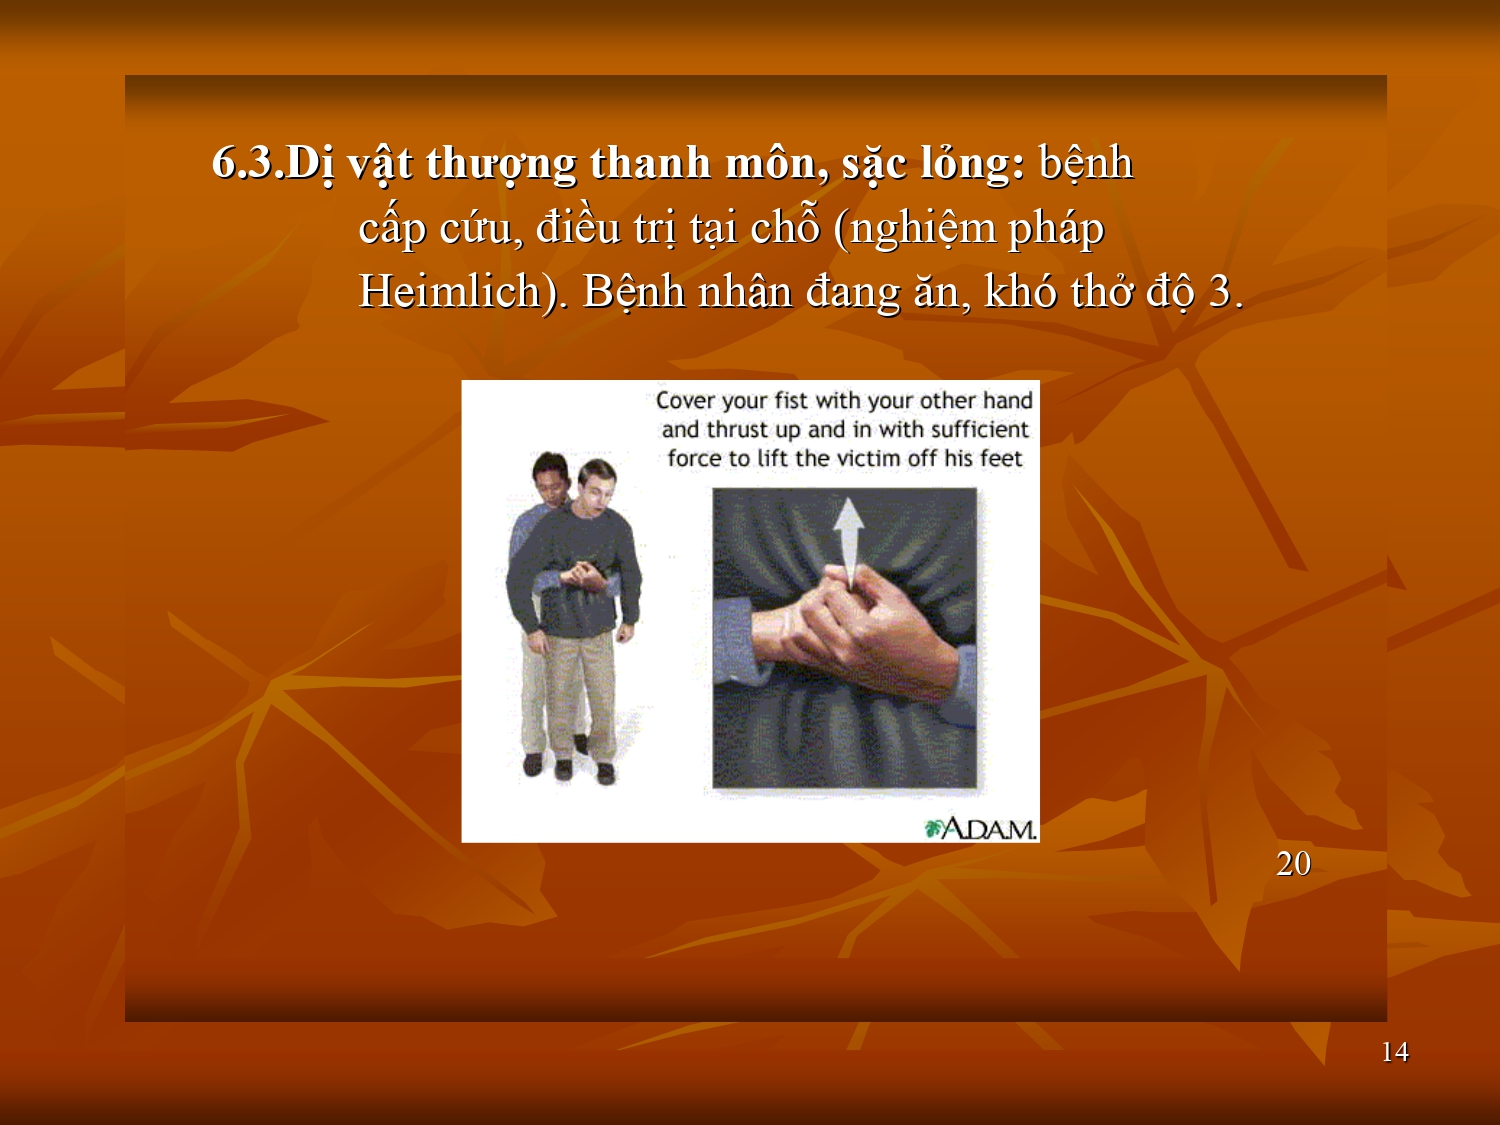 6.3.Dị vật thượng thanh môn, sặc lỏng: bệnh
cấp cứu, điều trị tại chỗ (nghiệm pháp
Heimlich). Bệnh nhân đang ăn, khó thở độ 3.
Cover your fist with your other hand
and thrust up and in with sufficient
force to lift the victim off his feet
A.D.A.M.
20
14